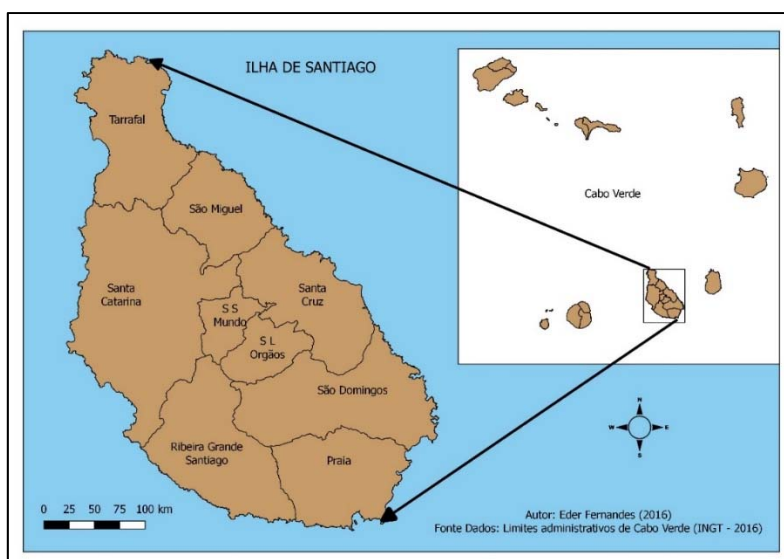 ILHA DE SANTIAGO
Tarrafal
São Miguel
Santa
Catarina
Santa
Cruz
S S
Mundo
S L
Orgãos
São Domingos
Ribeira Grande
Santiago
Praia
Cabo Verde
N
W
E
S
0 25 50 75 100 km
Autor: Eder Fernandes (2016)
Fonte Dados: Limites administrativos de Cabo Verde (INGT - 2016)